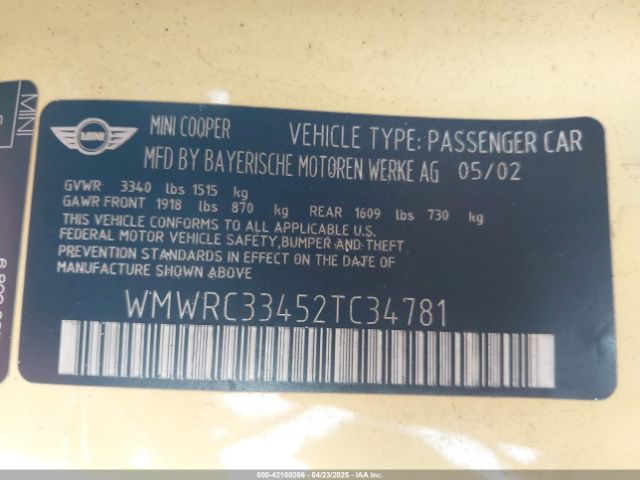 MINI
MINI
MINI COOPER
VEHICLE TYPE: PASSENGER CAR
MFD BY BAYERISCHE MOTOREN WERKE AG 05/02
GVWR 3340 lbs 1515 kg
GAWR FRONT 1918 lbs 870 kg REAR 1609 lbs 730 kg
THIS VEHICLE CONFORMS TO ALL APPLICABLE U.S.
FEDERAL MOTOR VEHICLE SAFETY,BUMPER AND THEFT
PREVENTION STANDARDS IN EFFECT ON THE DATE OF
MANUFACTURE SHOWN ABOVE
WMWRC33452TC34781
000-42100266 - 04/23/2025 - IAAI, Inc.